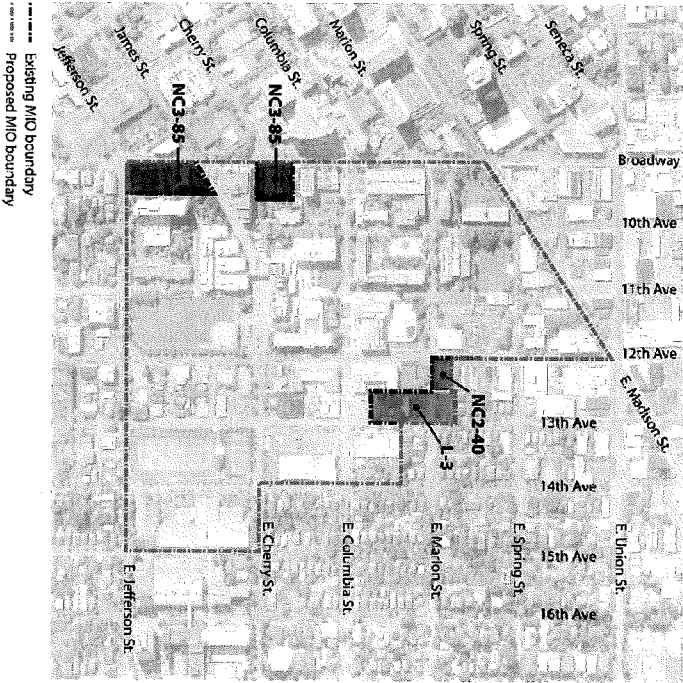 Jefferson St.
James St.
Cherry St.
Columbia St.
Marion St.
Spring St.
Seneca St.
Broadway
10th Ave
11th Ave
12th Ave
E. Madison St.
13th Ave
14th Ave
15th Ave
16th Ave
NC3-85
NC3-85
NC2-40
L-3
E. Jefferson St.
E. Cherry St.
E. Columbia St.
E. Marion St.
E. Spring St.
E. Union St.
Existing MIO boundary
Proposed MIO boundary